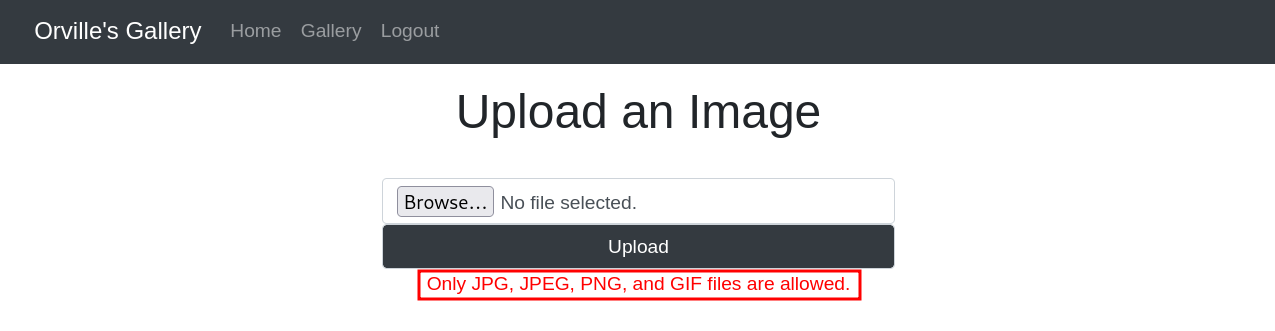 Orville's Gallery Home Gallery Logout
Upload an Image
Browse... No file selected.
Upload
Only JPG, JPEG, PNG, and GIF files are allowed.